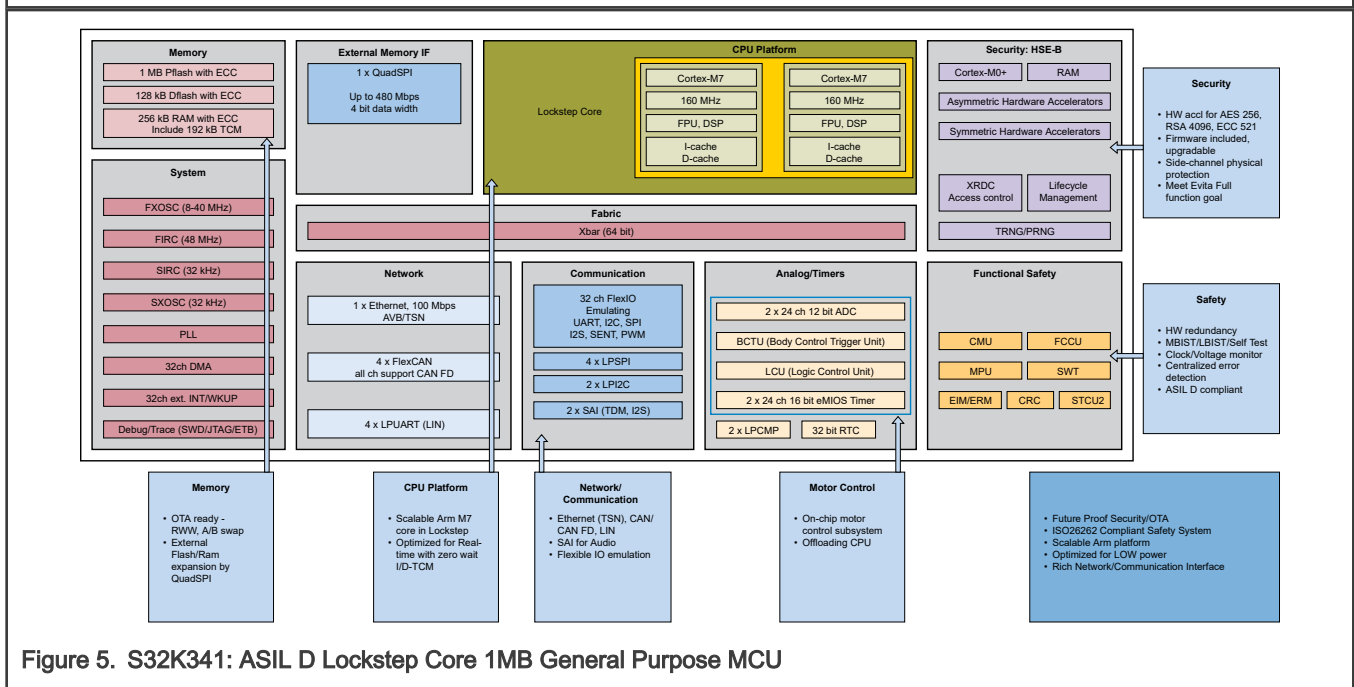 Memory
1 MB Pflash with ECC
128 kB Dflash with ECC
256 kB RAM with ECC
Include 192 kB TCM
External Memory IF
1 x QuadSPI
Up to 480 Mbps
4 bit data width
CPU Platform
Lockstep Core
Cortex-M7
160 MHz
FPU, DSP
I-cache
D-cache
Cortex-M7
160 MHz
FPU, DSP
I-cache
D-cache
Security: HSE-B
Cortex-M0+
RAM
Asymmetric Hardware Accelerators
Symmetric Hardware Accelerators
XRDC
Access control
Lifecycle
Management
TRNG/PRNG
Security
• HW accl for AES 256,
RSA 4096, ECC 521
• Firmware included,
upgradable
• Side-channel physical
protection
• Meet Evita Full
function goal
System
FXOSC (8-40 MHz)
FIRC (48 MHz)
SIRC (32 kHz)
SXOSC (32 kHz)
PLL
32ch DMA
32ch ext. INT/WKUP
Debug/Trace (SWD/JTAG/ETB)
Fabric
Xbar (64 bit)
Network
1 x Ethernet, 100 Mbps
AVB/TSN
4 x FlexCAN
all ch support CAN FD
4 x LPUART (LIN)
Communication
32 ch FlexIO
Emulating
UART, I2C, SPI
I2S, SENT, PWM
4 x LPSPI
2 x LPI2C
2 x SAI (TDM, I2S)
Analog/Timers
2 x 24 ch 12 bit ADC
BCTU (Body Control Trigger Unit)
LCU (Logic Control Unit)
2 x 24 ch 16 bit eMIOS Timer
2 x LPCMP
32 bit RTC
Functional Safety
CMU
FCCU
MPU
SWT
EIM/ERM
CRC
STCU2
Safety
• HW redundancy
• MBIST/LBIST/Self Test
• Clock/Voltage monitor
• Centralized error
detection
• ASIL D compliant
Memory
• OTA ready -
RWW, A/B swap
• External
Flash/Ram
expansion by
QuadSPI
CPU Platform
• Scalable Arm M7
core in Lockstep
• Optimized for Real-
time with zero wait
I/D-TCM
Network/
Communication
• Ethernet (TSN), CAN/
CAN FD, LIN
• SAI for Audio
• Flexible IO emulation
Motor Control
• On-chip motor
control subsystem
• Offloading CPU
• Future Proof Security/OTA
• ISO26262 Compliant Safety System
• Scalable Arm platform
• Optimized for LOW power
• Rich Network/Communication Interface
Figure 5. S32K341: ASIL D Lockstep Core 1MB General Purpose MCU